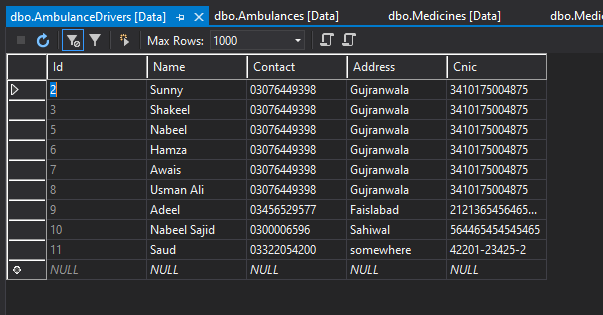 dbo.AmbulanceDrivers [Data] dbo.Ambulances [Data] dbo.Medicines [Data] dbo.Medic
Max Rows: 1000
Id Name Contact Address Cnic
2 Sunny 03076449398 Gujranwala 3410175004875
3 Shakeel 03076449398 Gujranwala 3410175004875
5 Nabeel 03076449398 Gujranwala 3410175004875
6 Hamza 03076449398 Gujranwala 3410175004875
7 Awais 03076449398 Gujranwala 3410175004875
8 Usman Ali 03076449398 Gujranwala 3410175004875
9 Adeel 03456529577 Faislabad 2121365456465...
10 Nabeel Sajid 0300006596 Sahiwal 564465454545465
11 Saud 03322054200 somewhere 42201-23425-2
NULL NULL NULL NULL NULL